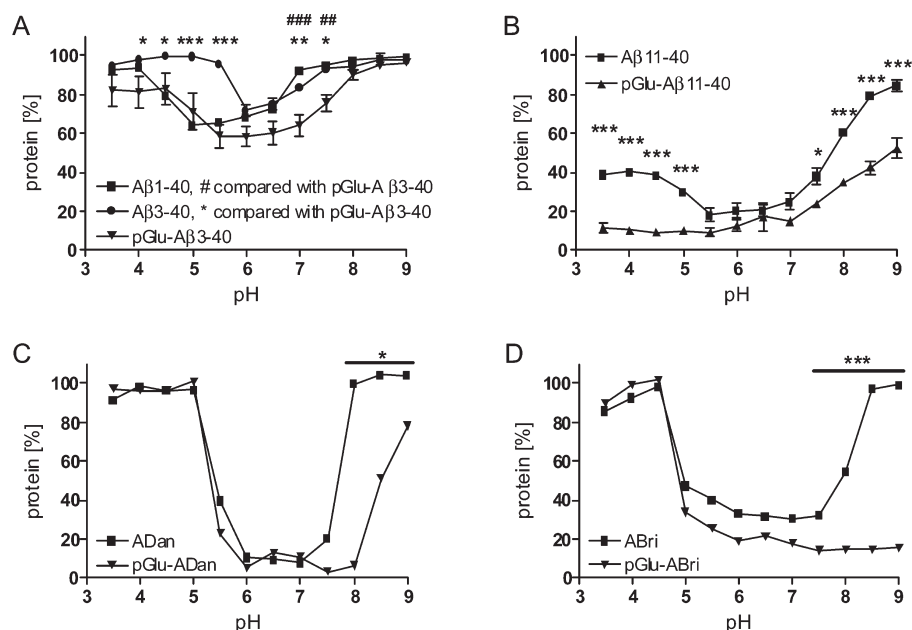 A
### ##
* * *** *** ** *
100
80
60
40
20
0
protein [%]
Aβ1-40, # compared with pGlu-A β3-40
Aβ3-40, * compared with pGlu-Aβ3-40
pGlu-Aβ3-40
3 4 5 6 7 8 9
pH
B
Aβ11-40
pGlu-Aβ11-40
*** *** *** *** * *** *** ***
100
80
60
40
20
0
protein [%]
3 4 5 6 7 8 9
pH
C
*
100
80
60
40
20
0
protein [%]
ADan
pGlu-ADan
3 4 5 6 7 8 9
pH
D
***
100
80
60
40
20
0
protein [%]
ABri
pGlu-ABri
3 4 5 6 7 8 9
pH